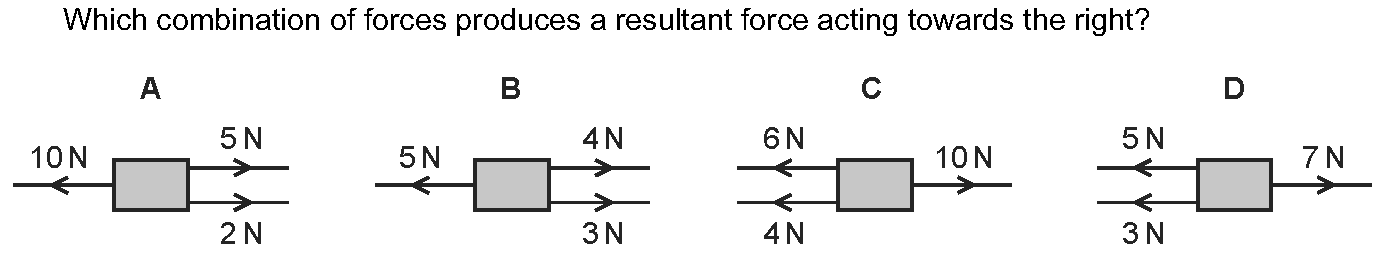 Which combination of forces produces a resultant force acting towards the right?
A B C D
5 N 4 N 6 N 5 N
10 N 5 N 10 N 7 N
2 N 3 N 4 N 3 N